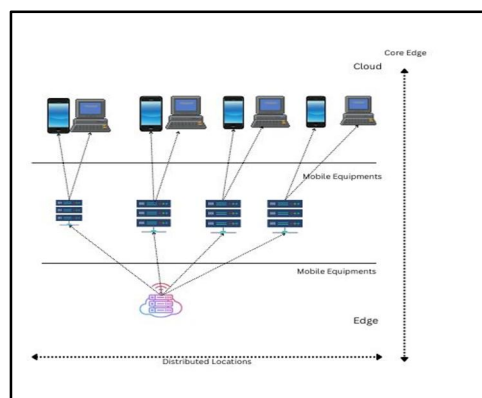 Core Edge
Cloud
Mobile Equipments
Mobile Equipments
Edge
Distributed Locations